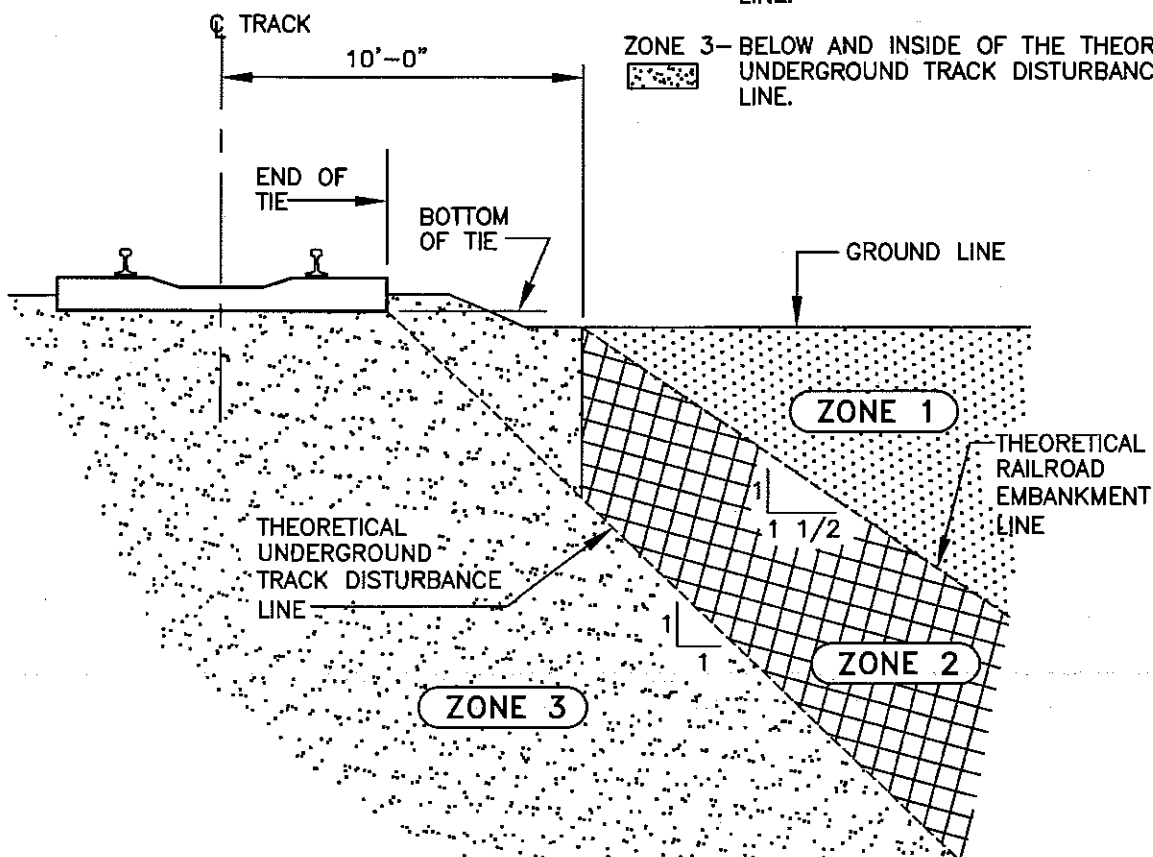 LINE.
℄ TRACK
10'-0"
ZONE 3- BELOW AND INSIDE OF THE THEOR
UNDERGROUND TRACK DISTURBANC
LINE.
END OF
TIE
BOTTOM
OF TIE
GROUND LINE
ZONE 1
THEORETICAL
RAILROAD
EMBANKMENT
LINE
1
1 1/2
THEORETICAL
UNDERGROUND
TRACK DISTURBANCE
LINE
1
1
ZONE 2
ZONE 3